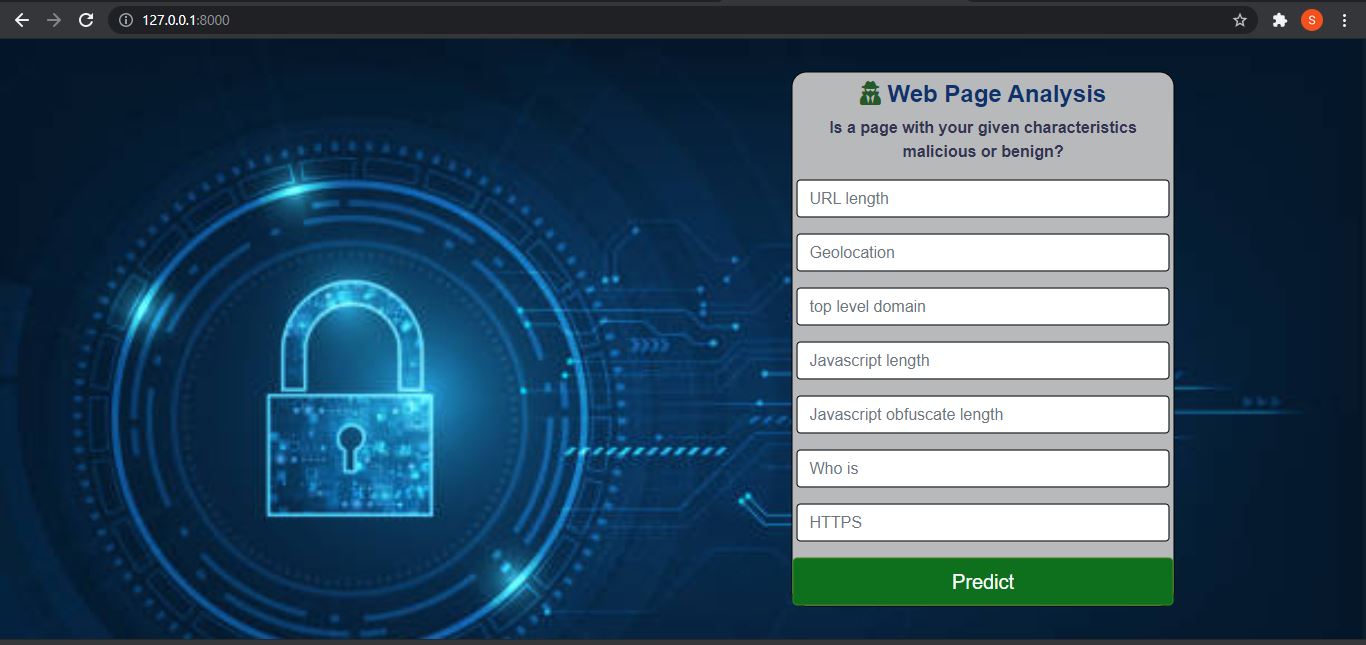 127.0.0.1:8000
S
Web Page Analysis
Is a page with your given characteristics
malicious or benign?
URL length
Geolocation
top level domain
Javascript length
Javascript obfuscate length
Who is
HTTPS
Predict